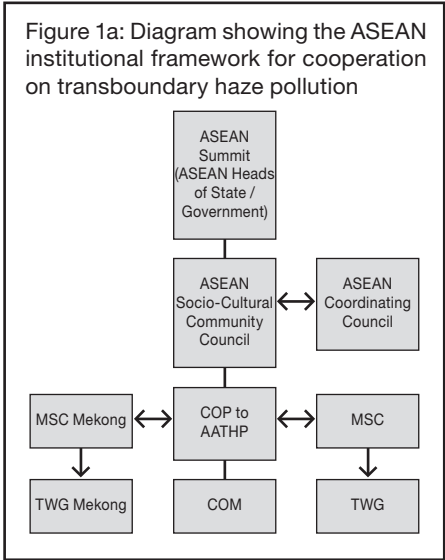 Figure 1a: Diagram showing the ASEAN
institutional framework for cooperation
on transboundary haze pollution
ASEAN
Summit
(ASEAN Heads
of State /
Government)
ASEAN
Socio-Cultural
Community
Council
ASEAN
Coordinating
Council
MSC Mekong
COP to
AATHP
MSC
TWG Mekong
COM
TWG